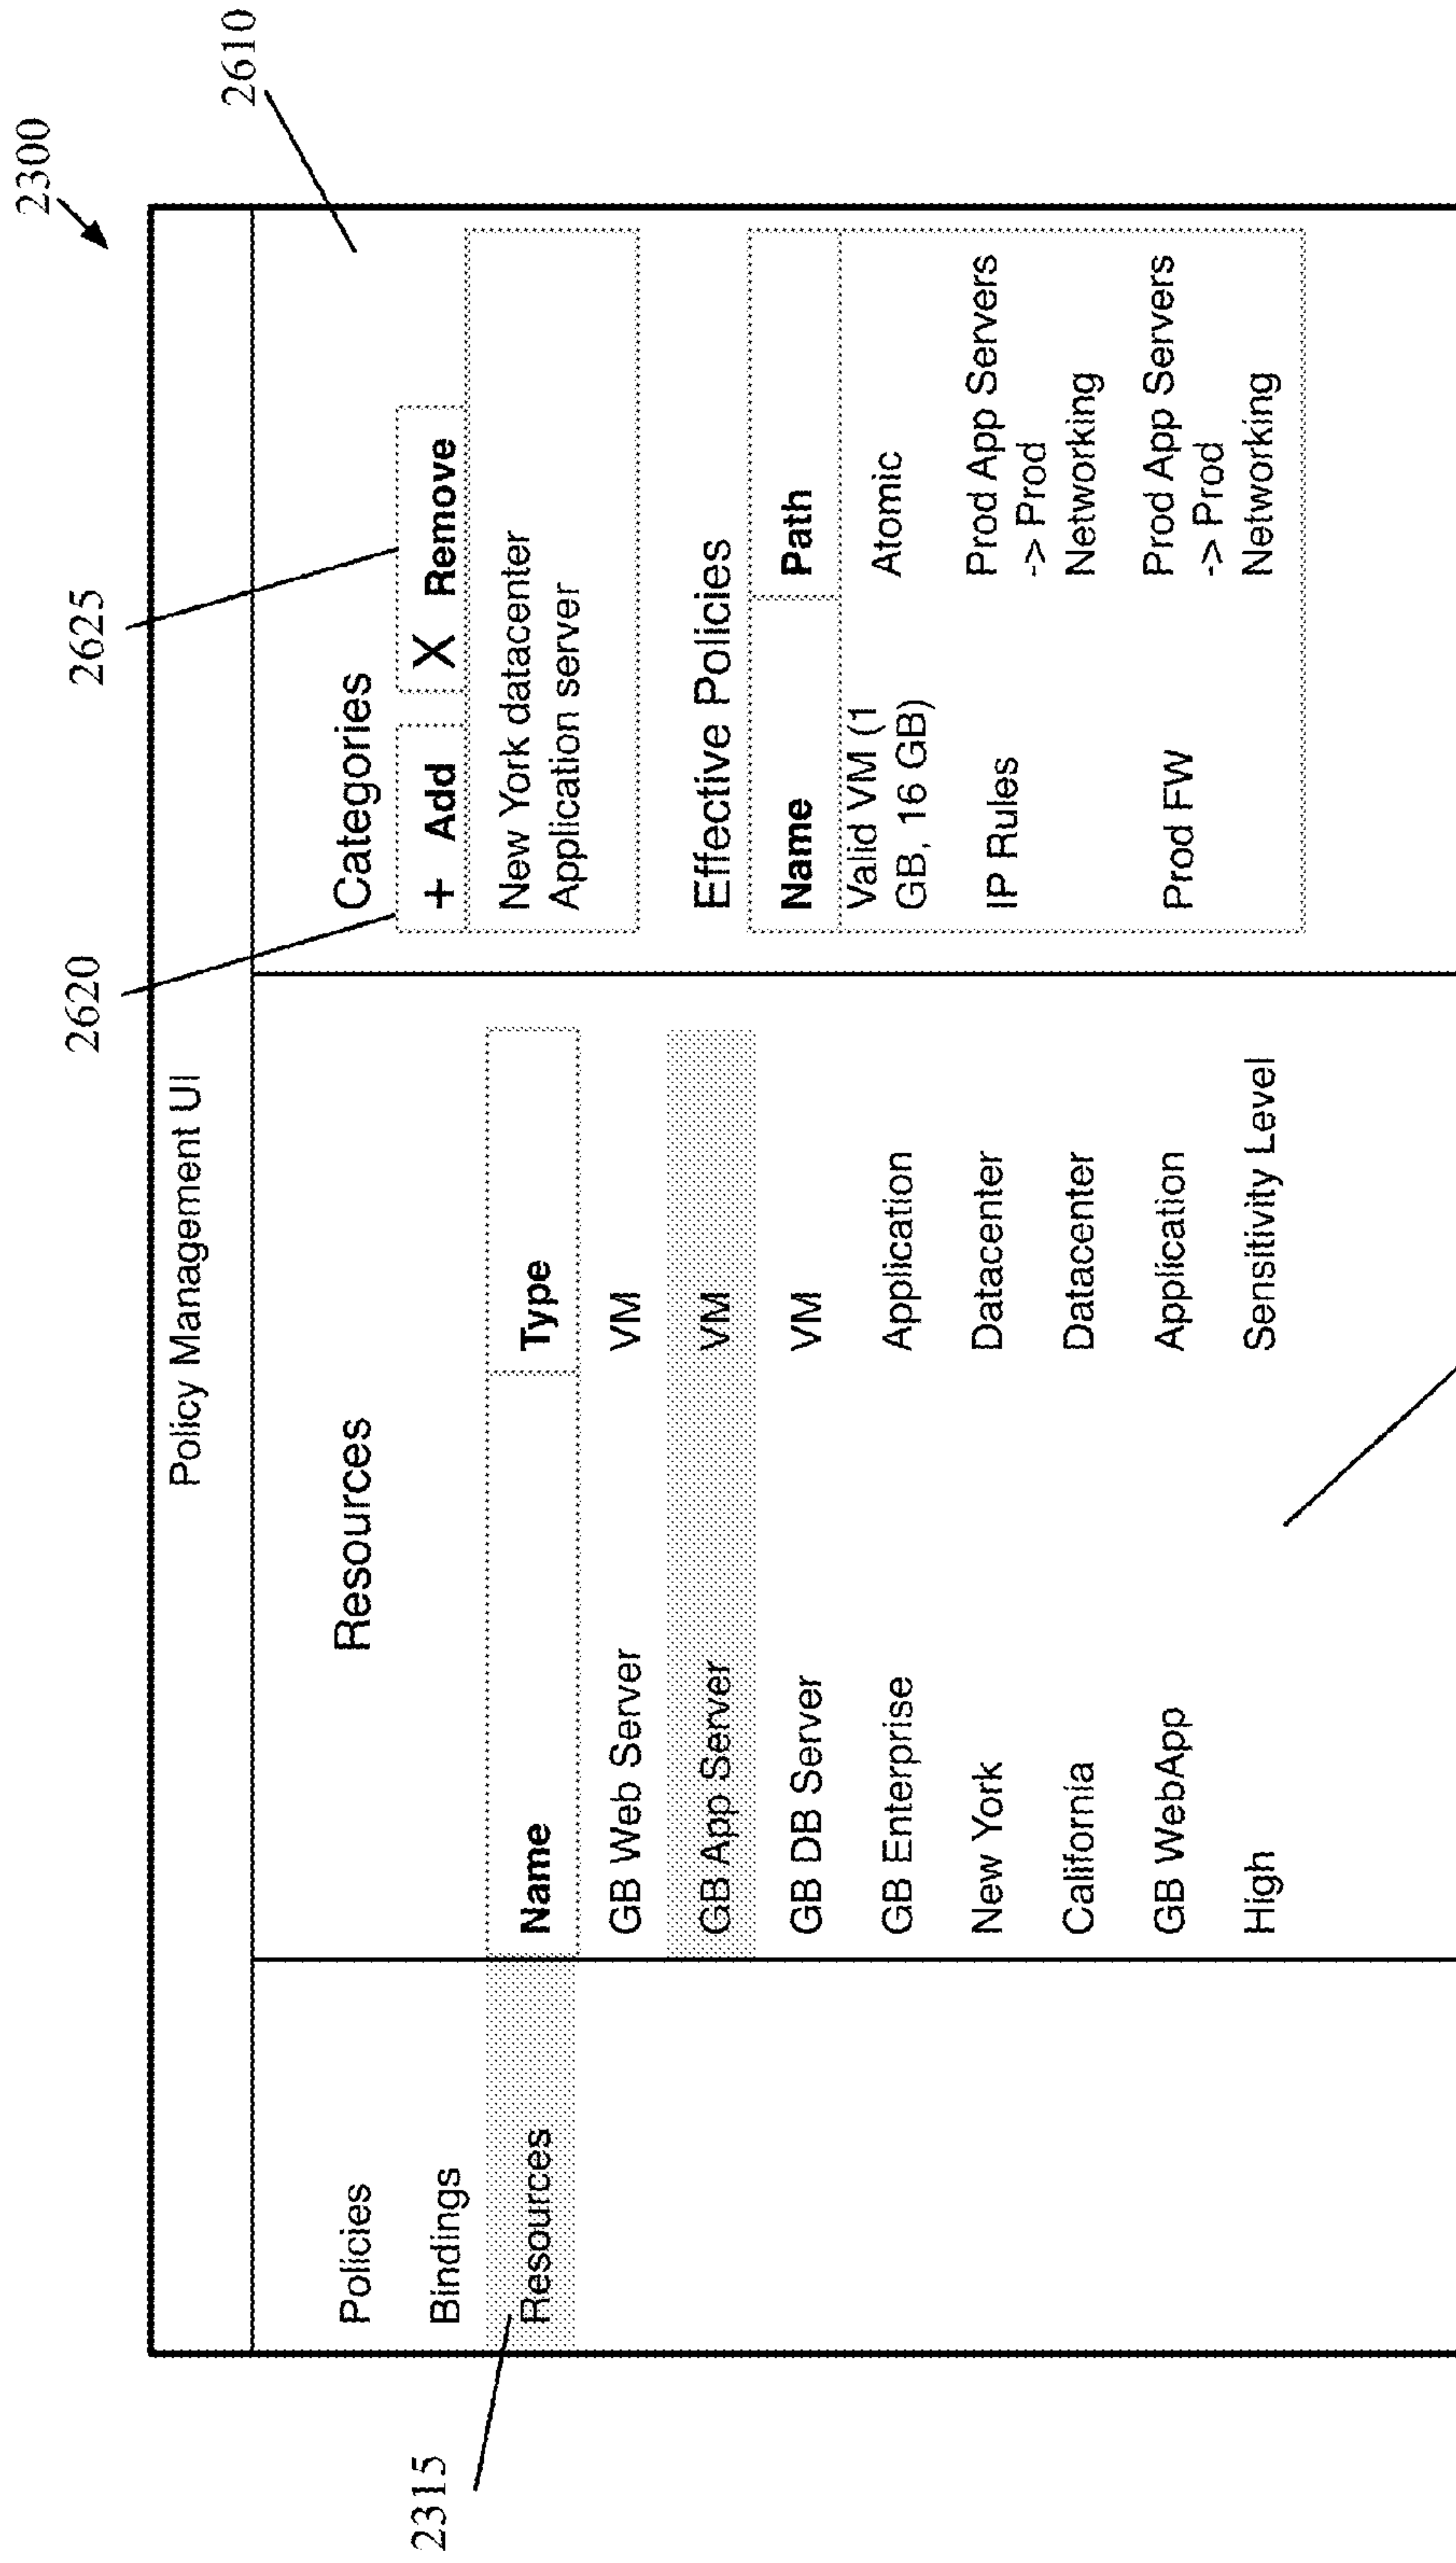 2300
2610
2625
2620
2315
Policy Management UI
Policies
Bindings
Resources
Resources
Name Type
GB Web Server VM
GB App Server VM
GB DB Server VM
GB Enterprise Application
New York Datacenter
California Datacenter
GB WebApp Application
High Sensitivity Level
Categories
+ Add X Remove
New York datacenter
Application server
Effective Policies
Name Path
Valid VM (1
GB, 16 GB)
Atomic
IP Rules
Prod App Servers
-> Prod
Networking
Prod FW
Prod App Servers
-> Prod
Networking